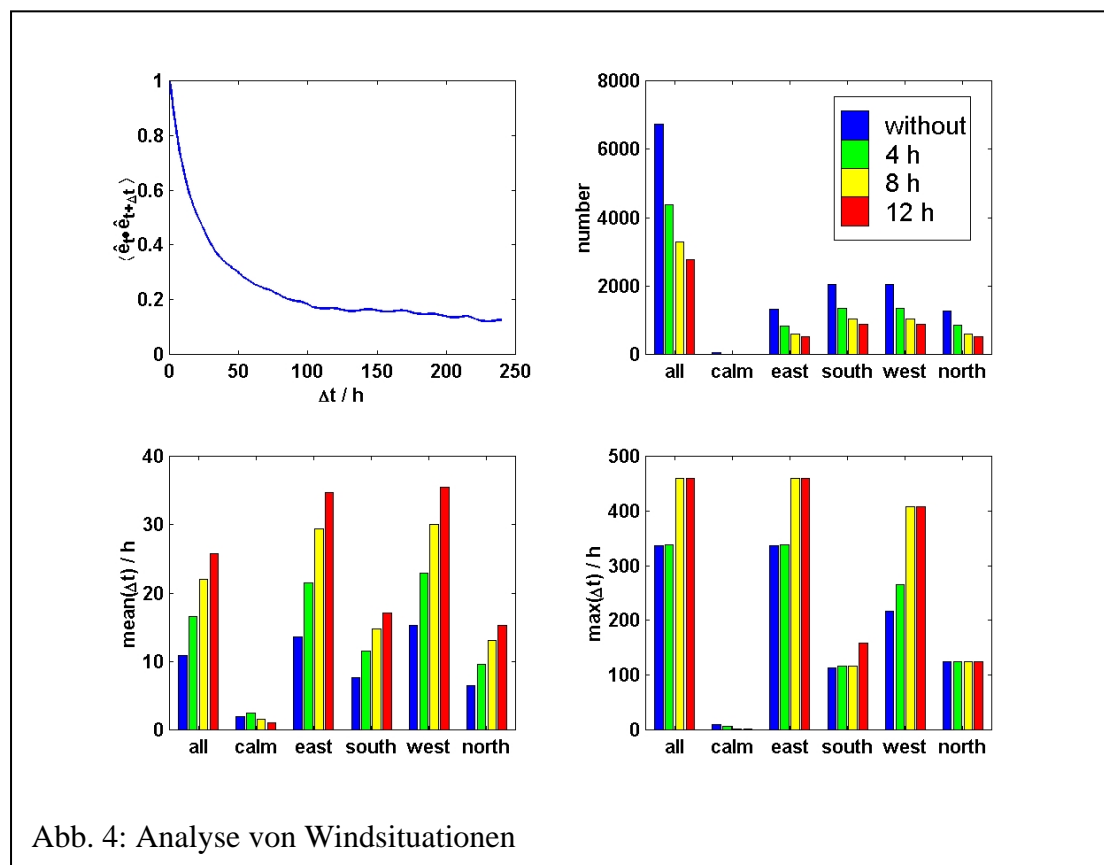 1
0.8
0.6
0.4
0.2
0
⟨ ê_t•ê_{t+Δt} ⟩
0 50 100 150 200 250
Δt / h
8000
6000
4000
2000
0
number
without
4 h
8 h
12 h
all calm east south west north
40
30
20
10
0
mean(Δt) / h
all calm east south west north
500
400
300
200
100
0
max(Δt) / h
all calm east south west north
Abb. 4: Analyse von Windsituationen